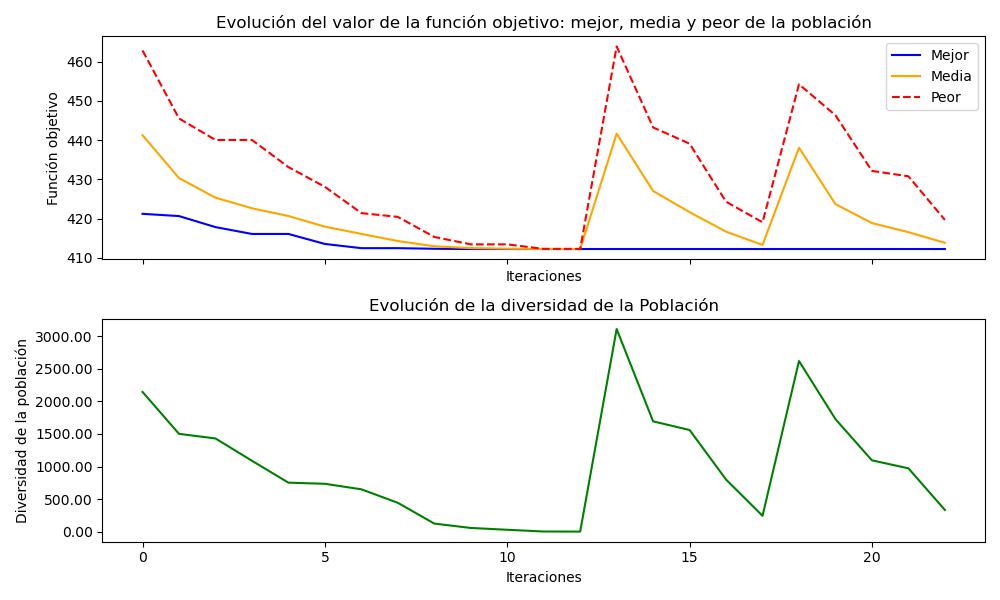 Evolución del valor de la función objetivo: mejor, media y peor de la población
Función objetivo
460
450
440
430
420
410
Mejor
Media
Peor
Iteraciones
Evolución de la diversidad de la Población
Diversidad de la población
3000.00
2500.00
2000.00
1500.00
1000.00
500.00
0.00
0 5 10 15 20
Iteraciones